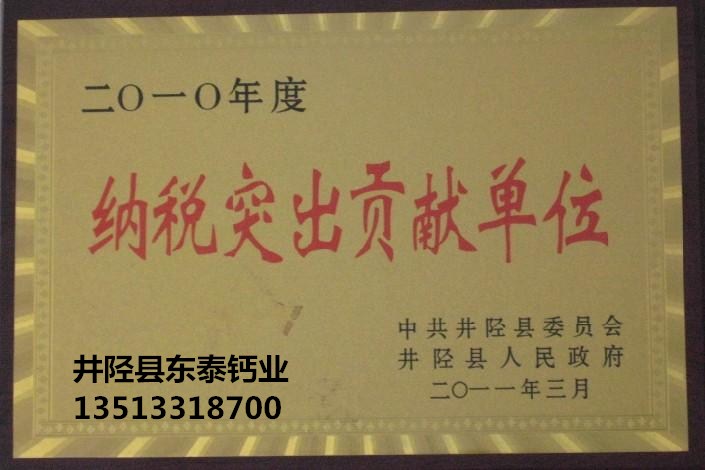 二〇一〇年度
纳税突出贡献单位
中共井陉县委员会
井陉县人民政府
二〇一一年三月
井陉县东泰钙业
13513318700